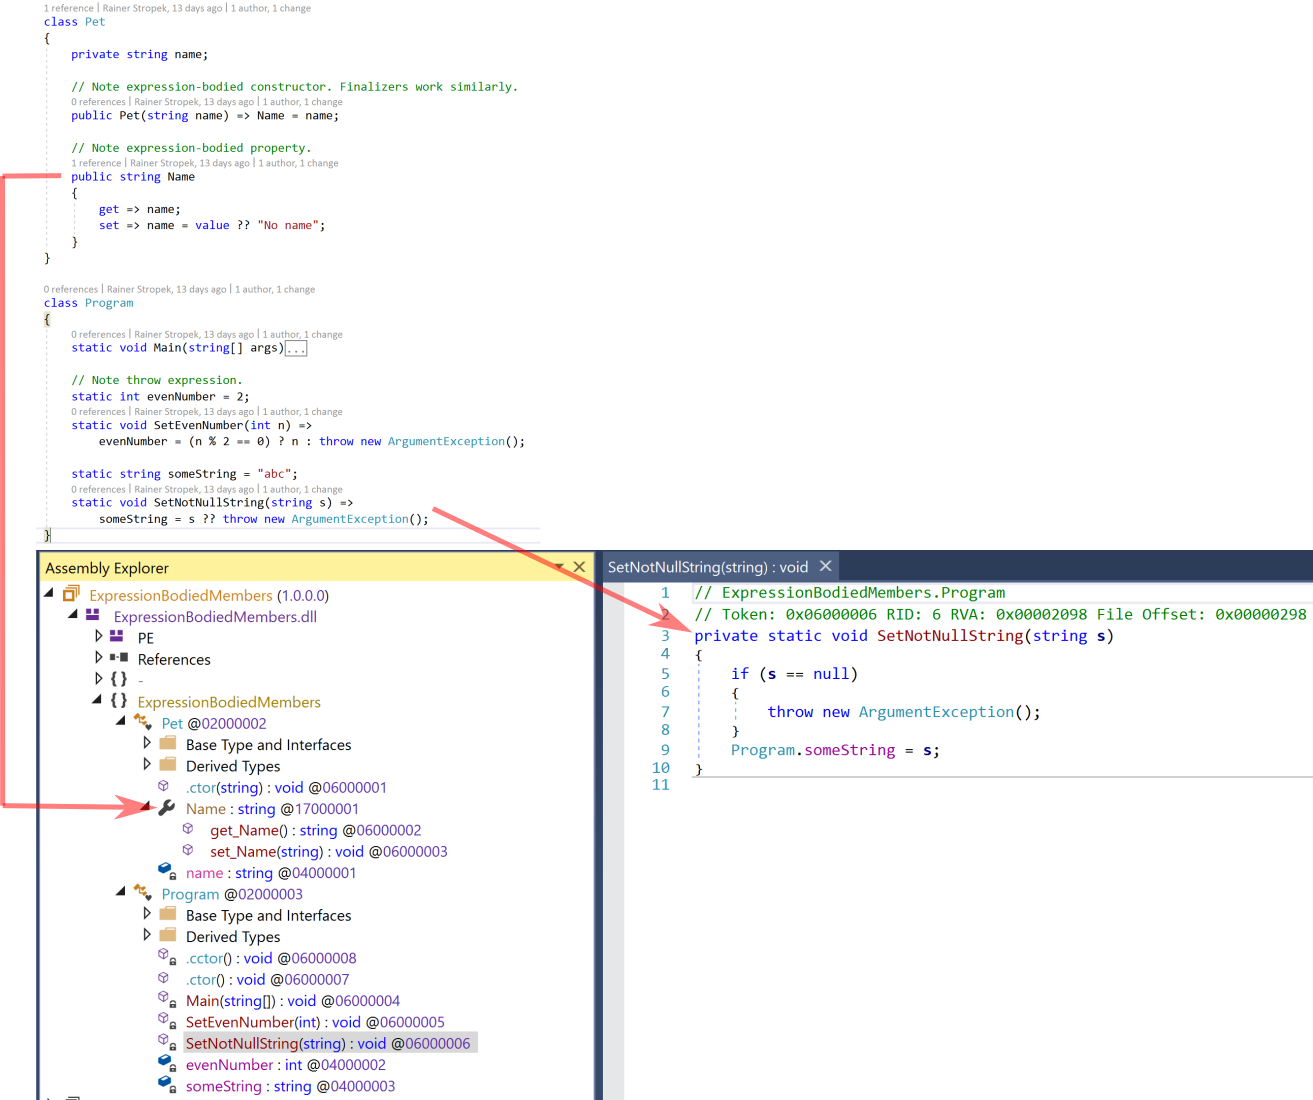 1 reference | Rainer Stropek, 13 days ago | 1 author, 1 change
class Pet
{
private string name;
// Note expression-bodied constructor. Finalizers work similarly.
0 references | Rainer Stropek, 13 days ago | 1 author, 1 change
public Pet(string name) => Name = name;
// Note expression-bodied property.
1 reference | Rainer Stropek, 13 days ago | 1 author, 1 change
public string Name
{
get => name;
set => name = value ?? "No name";
}
}
0 references | Rainer Stropek, 13 days ago | 1 author, 1 change
class Program
{
0 references | Rainer Stropek, 13 days ago | 1 author, 1 change
static void Main(string[] args)...
// Note throw expression.
static int evenNumber = 2;
0 references | Rainer Stropek, 13 days ago | 1 author, 1 change
static void SetEvenNumber(int n) =>
evenNumber = (n % 2 == 0) ? n : throw new ArgumentException();
static string someString = "abc";
0 references | Rainer Stropek, 13 days ago | 1 author, 1 change
static void SetNotNullString(string s) =>
someString = s ?? throw new ArgumentException();
}
Assembly Explorer
ExpressionBodiedMembers (1.0.0.0)
ExpressionBodiedMembers.dll
PE
References
{} -
{} ExpressionBodiedMembers
Pet @02000002
Base Type and Interfaces
Derived Types
.ctor(string) : void @06000001
Name : string @17000001
get_Name() : string @06000002
set_Name(string) : void @06000003
name : string @04000001
Program @02000003
Base Type and Interfaces
Derived Types
.cctor() : void @06000008
.ctor() : void @06000007
Main(string[]) : void @06000004
SetEvenNumber(int) : void @06000005
SetNotNullString(string) : void @06000006
evenNumber : int @04000002
someString : string @04000003
SetNotNullString(string) : void
1 // ExpressionBodiedMembers.Program
2 // Token: 0x06000006 RID: 6 RVA: 0x00002098 File Offset: 0x00000298
3 private static void SetNotNullString(string s)
4 {
5 if (s == null)
6 {
7 throw new ArgumentException();
8 }
9 Program.someString = s;
10 }
11